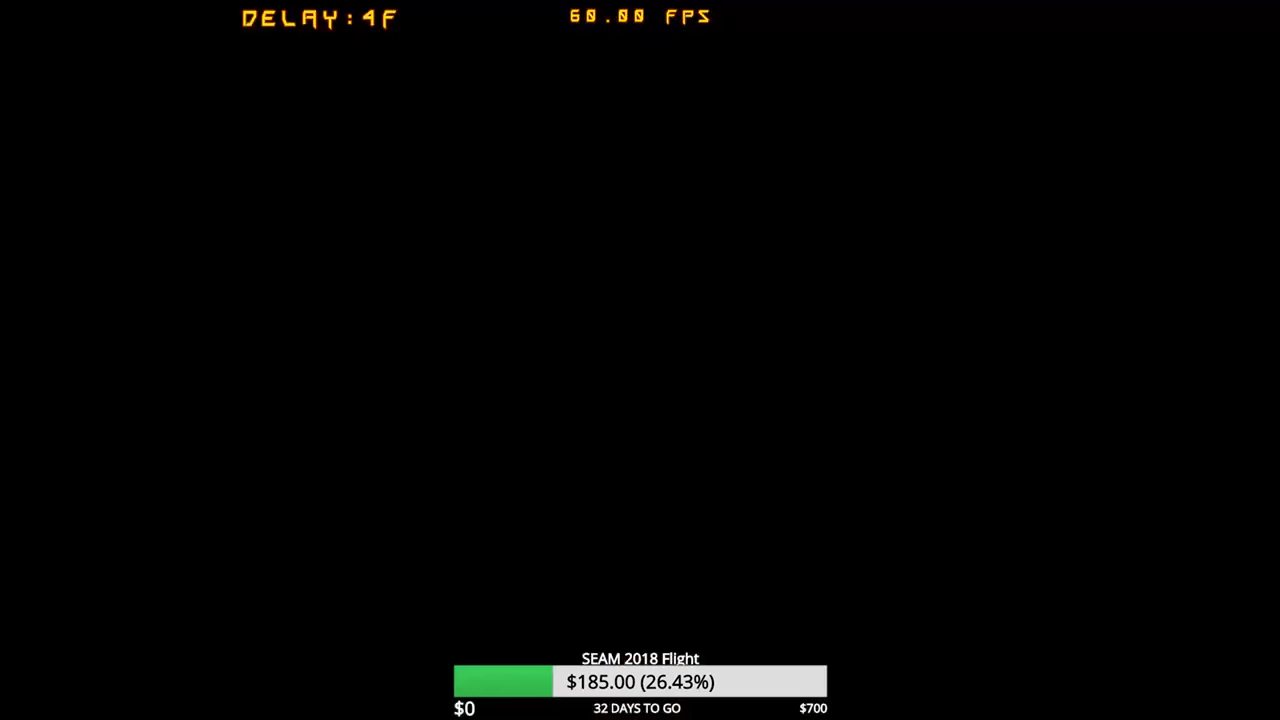 DELAY:4F 60.00 FPS
SEAM 2018 Flight
$185.00 (26.43%)
$0 32 DAYS TO GO $700